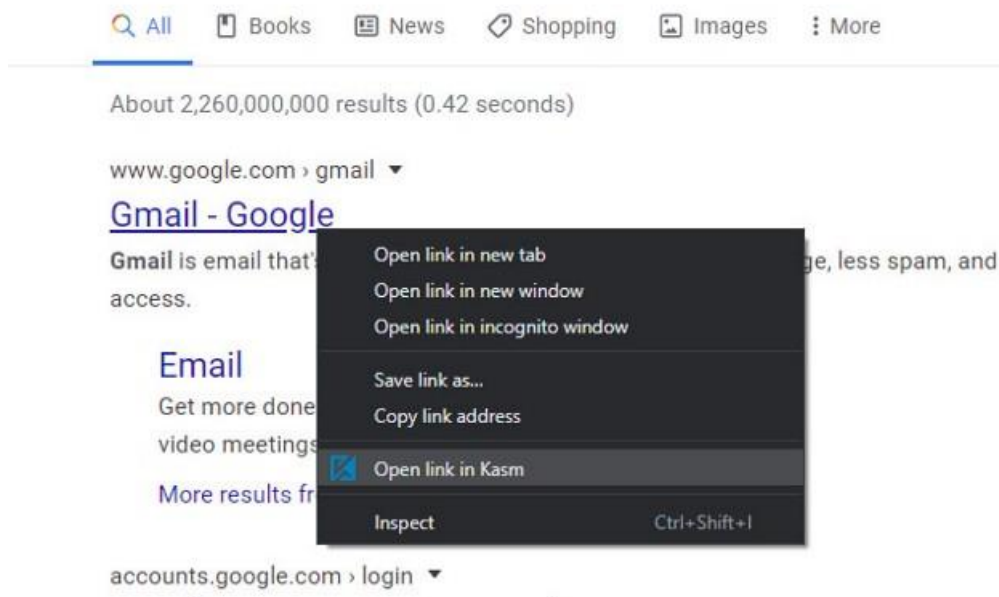 All Books News Shopping Images More
About 2,260,000,000 results (0.42 seconds)
www.google.com › gmail
Gmail - Google
Gmail is email that's
ge, less spam, and
access.
Open link in new tab
Open link in new window
Open link in incognito window
Email
Save link as...
Get more done
Copy link address
video meetings
Open link in Kasm
More results fr
Inspect Ctrl+Shift+I
accounts.google.com › login